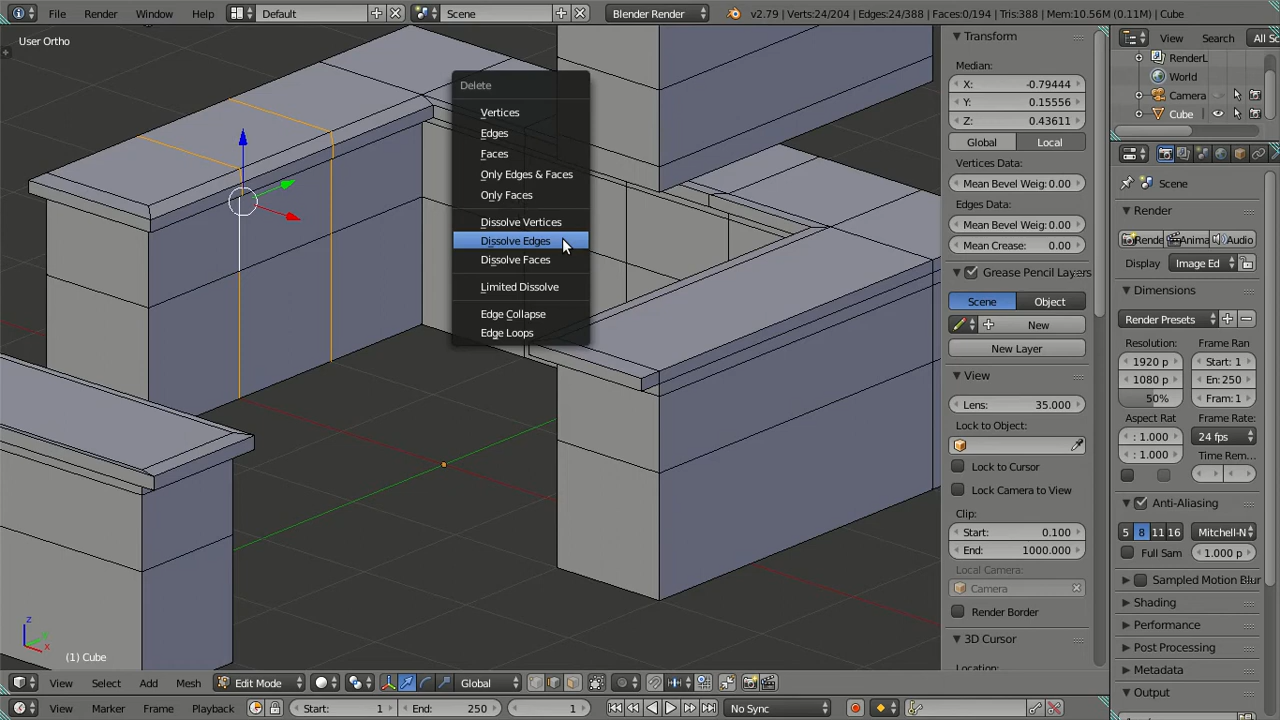 File Render Window Help Default Scene Blender Render v2.79 | Verts:24/204 | Edges:24/388 | Faces:0/194 | Tris:388 | Mem:10.56M (0.11M) | Cube
User Ortho
Delete
Vertices
Edges
Faces
Only Edges & Faces
Only Faces
Dissolve Vertices
Dissolve Edges
Dissolve Faces
Limited Dissolve
Edge Collapse
Edge Loops
z
x
(1) Cube
Transform
Median:
X: -0.79444
Y: 0.15556
Z: 0.43611
Global Local
Vertices Data:
Mean Bevel Weig: 0.00
Edges Data:
Mean Bevel Weig: 0.00
Mean Crease: 0.00
Grease Pencil Layers
Scene Object
New
New Layer
View
Lens: 35.000
Lock to Object:
Lock to Cursor
Lock Camera to View
Clip:
Start: 0.100
End: 1000.000
Local Camera:
Camera
Render Border
3D Cursor
Location:
View Search All Sc
RenderL
World
Camera
Cube
Scene
Render
Rende Anima Audio
Display Image Ed
Dimensions
Render Presets
Resolution: Frame Ran
1920 p Start: 1
1080 p En: 250
50% Fram: 1
Aspect Rat Frame Rate:
: 1.000 24 fps
: 1.000 Time Rem...
Anti-Aliasing
5 8 11 16 Mitchell-N
Full Sam 1.000 p
Sampled Motion Blur
Shading
Performance
Post Processing
Metadata
Output
View Select Add Mesh Edit Mode Global
View Marker Frame Playback Start: 1 End: 250 1 No Sync